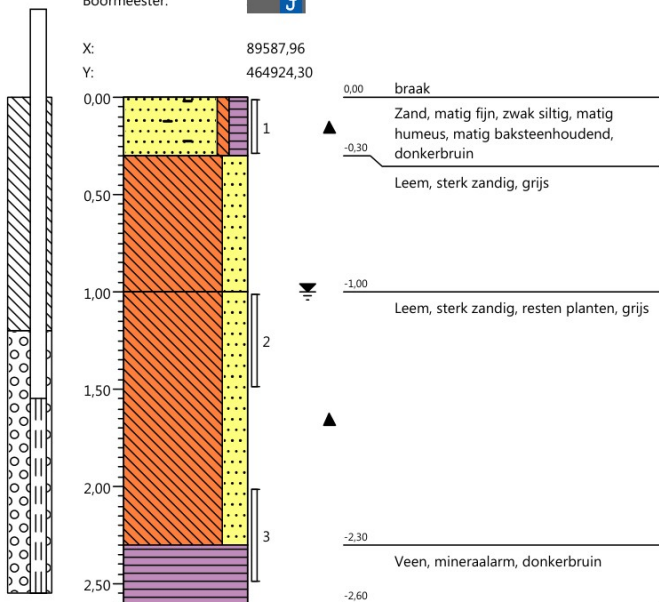 Boormeester:
X: 89587,96
Y: 464924,30
0,00
0,50
1,00
1,50
2,00
2,50
1
2
3
0,00 braak
Zand, matig fijn, zwak siltig, matig
humeus, matig baksteenhoudend,
donkerbruin
-0,30
Leem, sterk zandig, grijs
-1,00
Leem, sterk zandig, resten planten, grijs
-2,30
Veen, mineraalarm, donkerbruin
-2,60